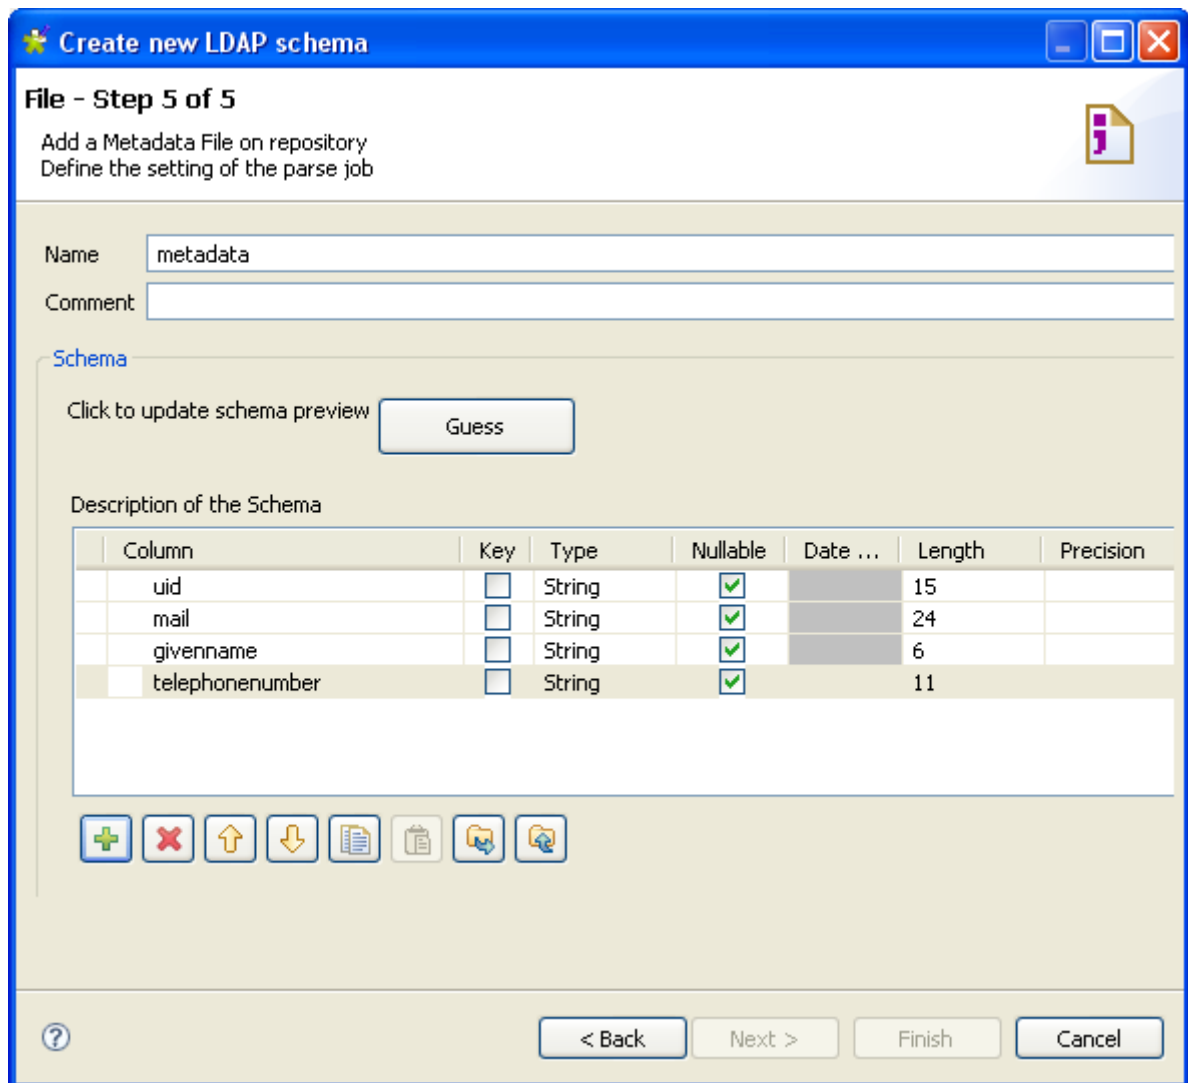 Create new LDAP schema
File - Step 5 of 5
Add a Metadata File on repository
Define the setting of the parse job
Name metadata
Comment
Schema
Click to update schema preview Guess
Description of the Schema
Column Key Type Nullable Date ... Length Precision
uid String 15
mail String 24
givenname String 6
telephonenumber String 11
< Back Next > Finish Cancel